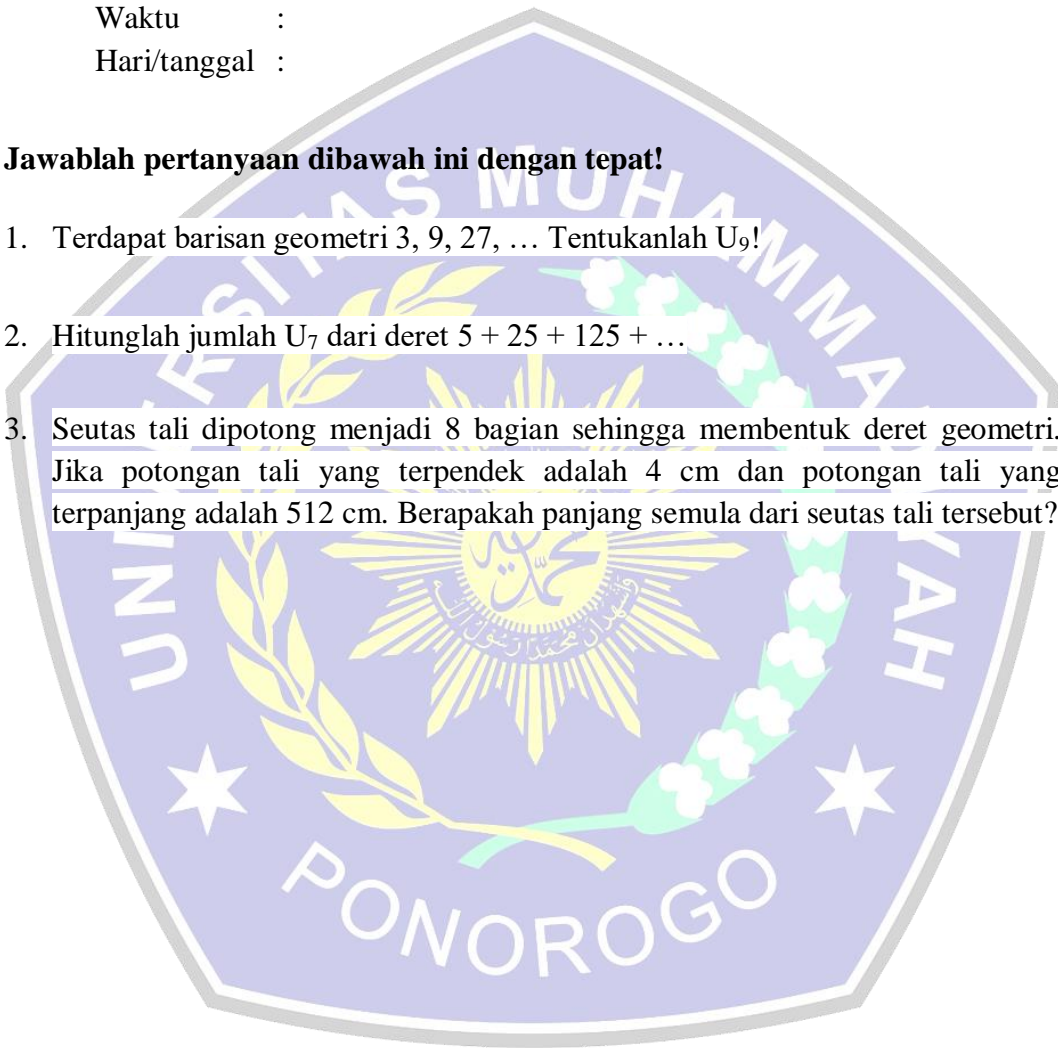 Waktu :
Hari/tanggal :
Jawablah pertanyaan dibawah ini dengan tepat!
1. Terdapat barisan geometri 3, 9, 27, … Tentukanlah U₉!
2. Hitunglah jumlah U₇ dari deret 5 + 25 + 125 + …
3. Seutas tali dipotong menjadi 8 bagian sehingga membentuk deret geometri.
Jika potongan tali yang terpendek adalah 4 cm dan potongan tali yang
terpanjang adalah 512 cm. Berapakah panjang semula dari seutas tali tersebut?
PONOROGO